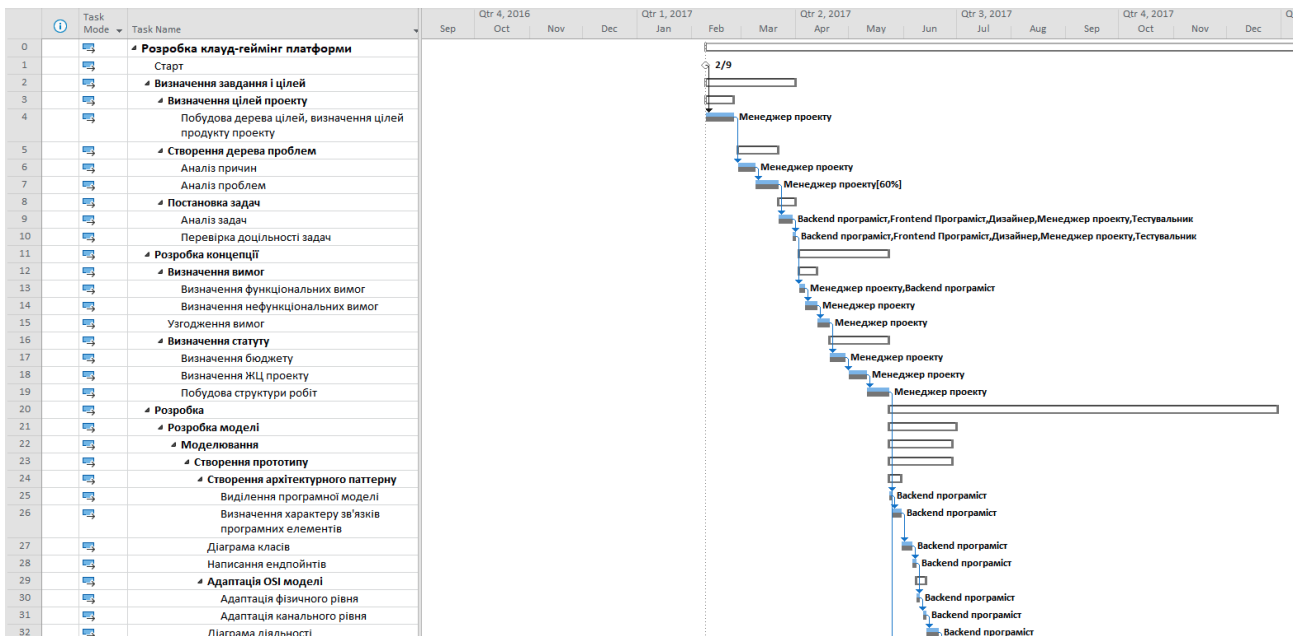 Qtr 4, 2016 Qtr 1, 2017 Qtr 2, 2017 Qtr 3, 2017 Qtr 4, 2017
Task Mode Task Name Sep Oct Nov Dec Jan Feb Mar Apr May Jun Jul Aug Sep Oct Nov Dec
0 Розробка клауд-геймінг платформи
1 Старт 2/9
2 Визначення завдання і цілей
3 Визначення цілей проекту
4 Побудова дерева цілей, визначення цілей Менеджер проекту
продукту проекту
5 Створення дерева проблем
6 Аналіз причин Менеджер проекту
7 Аналіз проблем Менеджер проекту[60%]
8 Постановка задач
9 Аналіз задач Backend програміст,Frontend Програміст,Дизайнер,Менеджер проекту,Тестувальник
10 Перевірка доцільності задач Backend програміст,Frontend Програміст,Дизайнер,Менеджер проекту,Тестувальник
11 Розробка концепції
12 Визначення вимог
13 Визначення функціональних вимог Менеджер проекту,Backend програміст
14 Визначення нефункціональних вимог Менеджер проекту
15 Узгодження вимог Менеджер проекту
16 Визначення статуту
17 Визначення бюджету Менеджер проекту
18 Визначення ЖЦ проекту Менеджер проекту
19 Побудова структури робіт Менеджер проекту
20 Розробка
21 Розробка моделі
22 Моделювання
23 Створення прототипу
24 Створення архітектурного паттерну
25 Виділення програмної моделі Backend програміст
26 Визначення характеру зв'язків Backend програміст
програмних елементів
27 Діаграма класів Backend програміст
28 Написання ендпойнтів Backend програміст
29 Адаптація OSI моделі
30 Адаптація фізичного рівня Backend програміст
31 Адаптація канального рівня Backend програміст
32 Діаграма діяльності Backend програміст